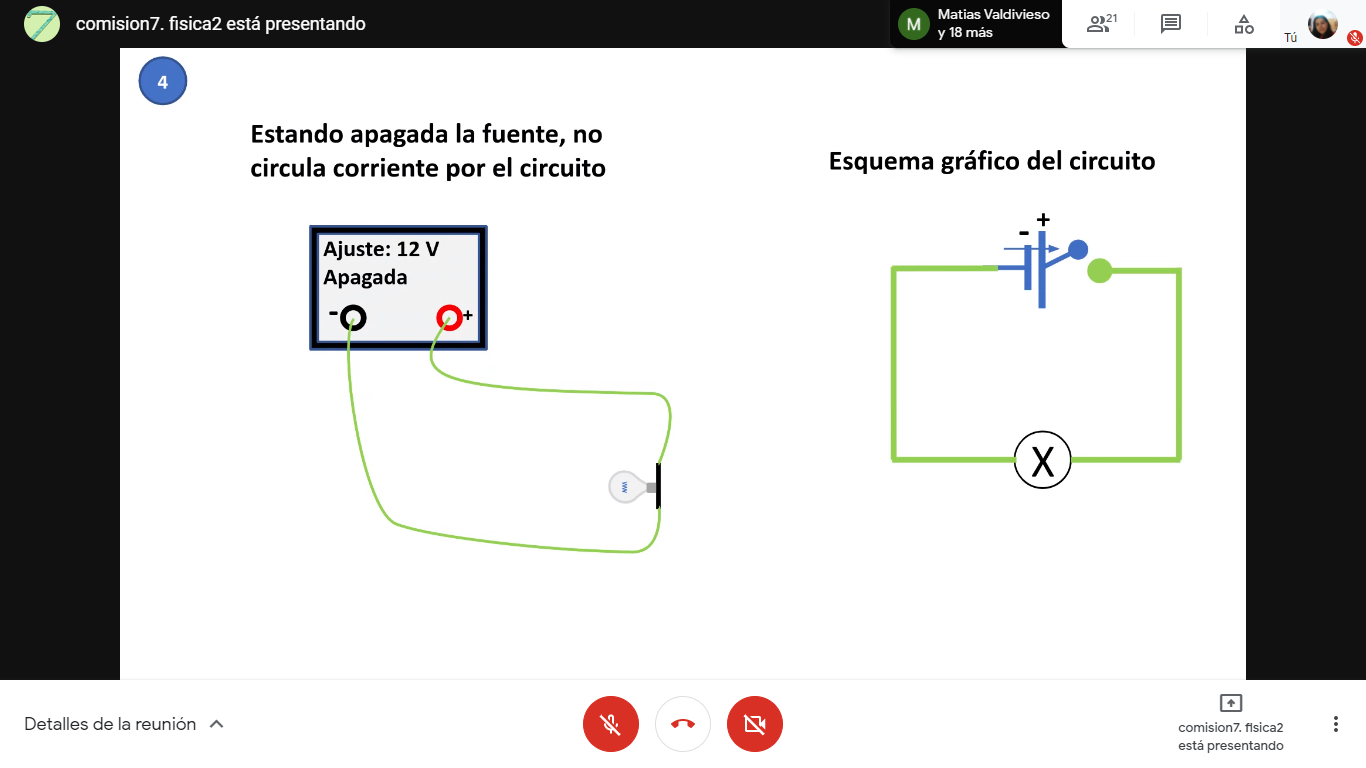 comision7. fisica2 está presentando
M
Matias Valdivieso
y 18 más
21
Tú
4
Estando apagada la fuente, no
circula corriente por el circuito
Esquema gráfico del circuito
Ajuste: 12 V
Apagada
- +
- +
X
Detalles de la reunión
comision7. fisica2
está presentando